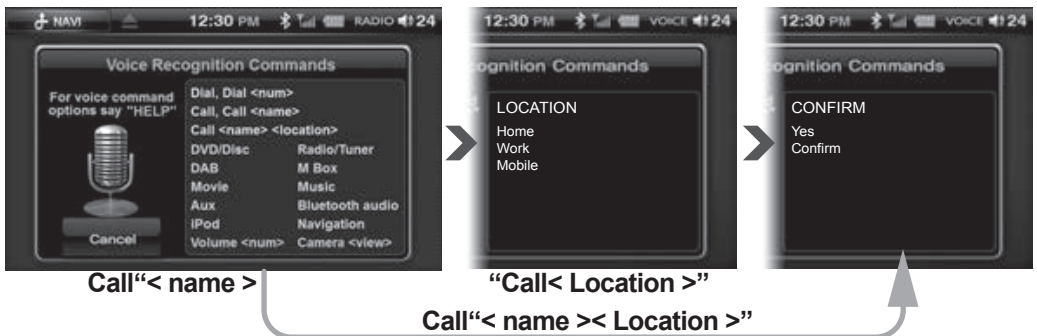 NAVI 12:30 PM RADIO 24
Voice Recognition Commands
For voice command
options say "HELP"
Cancel
Dial, Dial <num>
Call, Call <name>
Call <name> <location>
DVD/Disc Radio/Tuner
DAB M Box
Movie Music
Aux Bluetooth audio
iPod Navigation
Volume <num> Camera <view>
12:30 PM VOICE 24
ognition Commands
LOCATION
Home
Work
Mobile
12:30 PM VOICE 24
ognition Commands
CONFIRM
Yes
Confirm
Call“< name >
“Call< Location >”
Call“< name >< Location >”